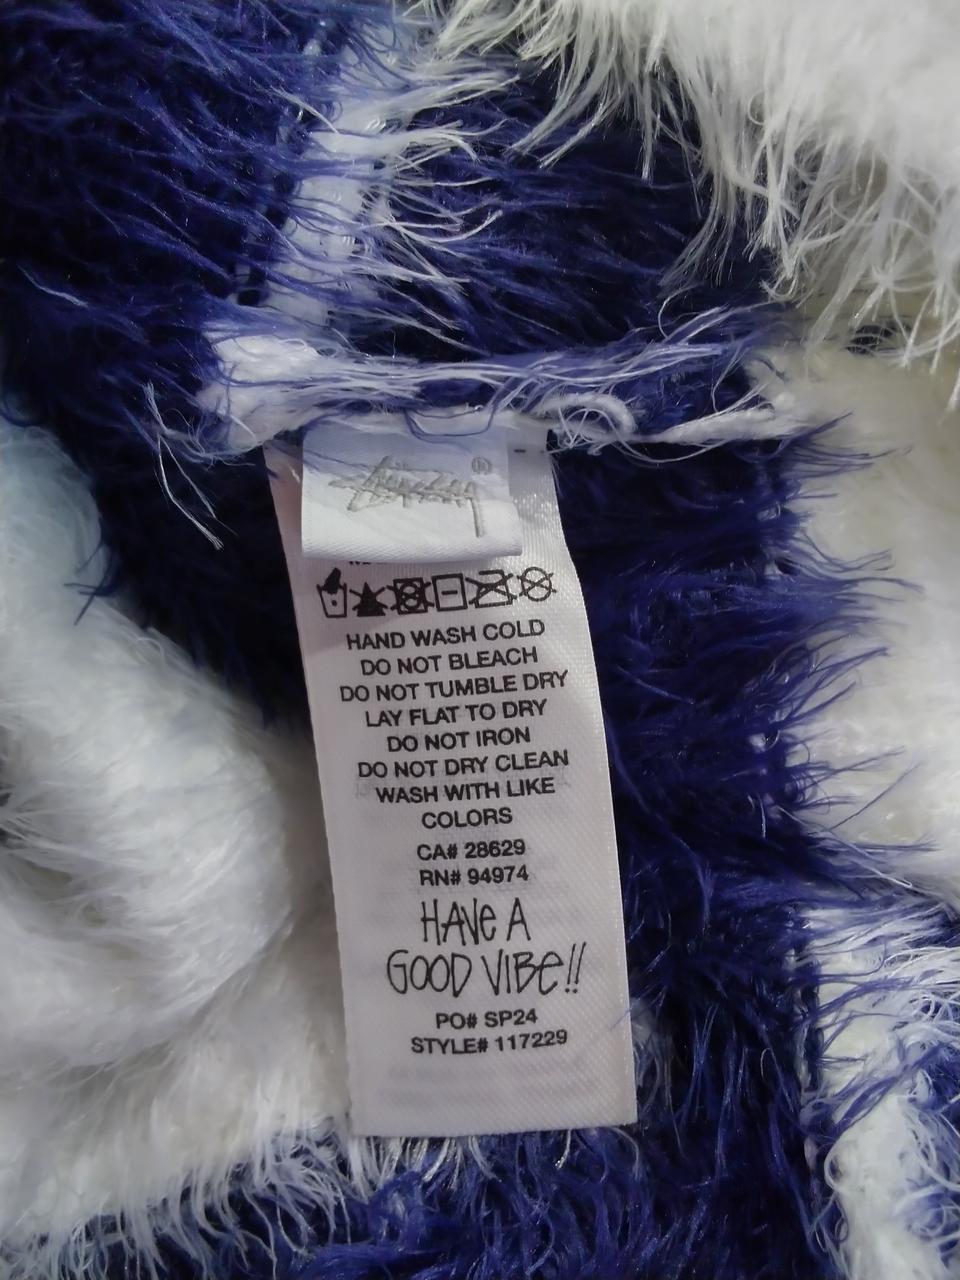 Stüssy ®
HAND WASH COLD
DO NOT BLEACH
DO NOT TUMBLE DRY
LAY FLAT TO DRY
DO NOT IRON
DO NOT DRY CLEAN
WASH WITH LIKE
COLORS
CA# 28629
RN# 94974
HAVE A
GOOD VIBE!!
PO# SP24
STYLE# 117229